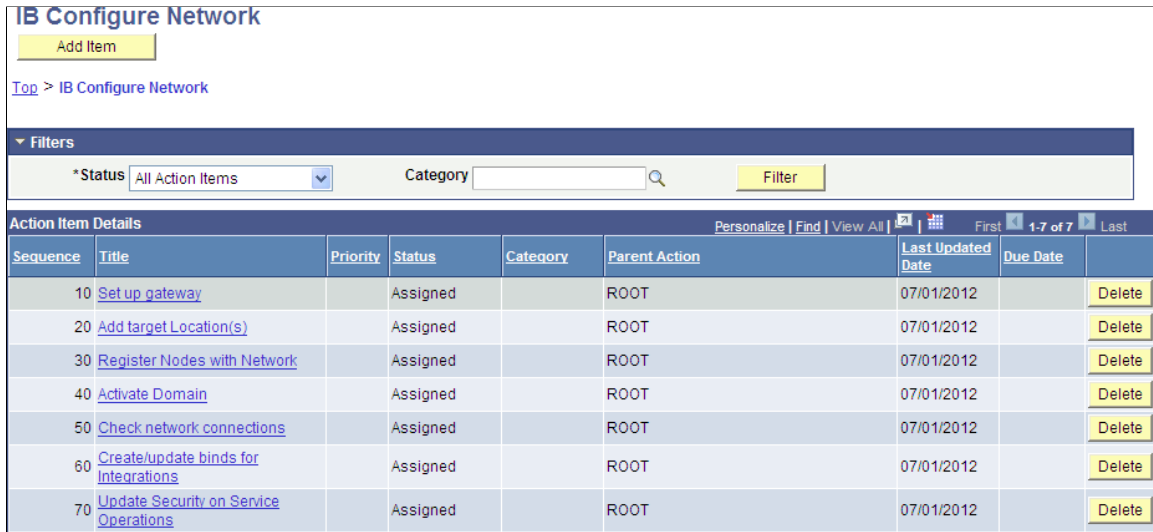 IB Configure Network
Add Item
Top > IB Configure Network
Filters
*Status All Action Items Category Filter
Action Item Details Personalize | Find | View All | | First 1-7 of 7 Last
Sequence Title Priority Status Category Parent Action Last Updated Date Due Date
10 Set up gateway Assigned ROOT 07/01/2012 Delete
20 Add target Location(s) Assigned ROOT 07/01/2012 Delete
30 Register Nodes with Network Assigned ROOT 07/01/2012 Delete
40 Activate Domain Assigned ROOT 07/01/2012 Delete
50 Check network connections Assigned ROOT 07/01/2012 Delete
60 Create/update binds for Integrations Assigned ROOT 07/01/2012 Delete
70 Update Security on Service Operations Assigned ROOT 07/01/2012 Delete